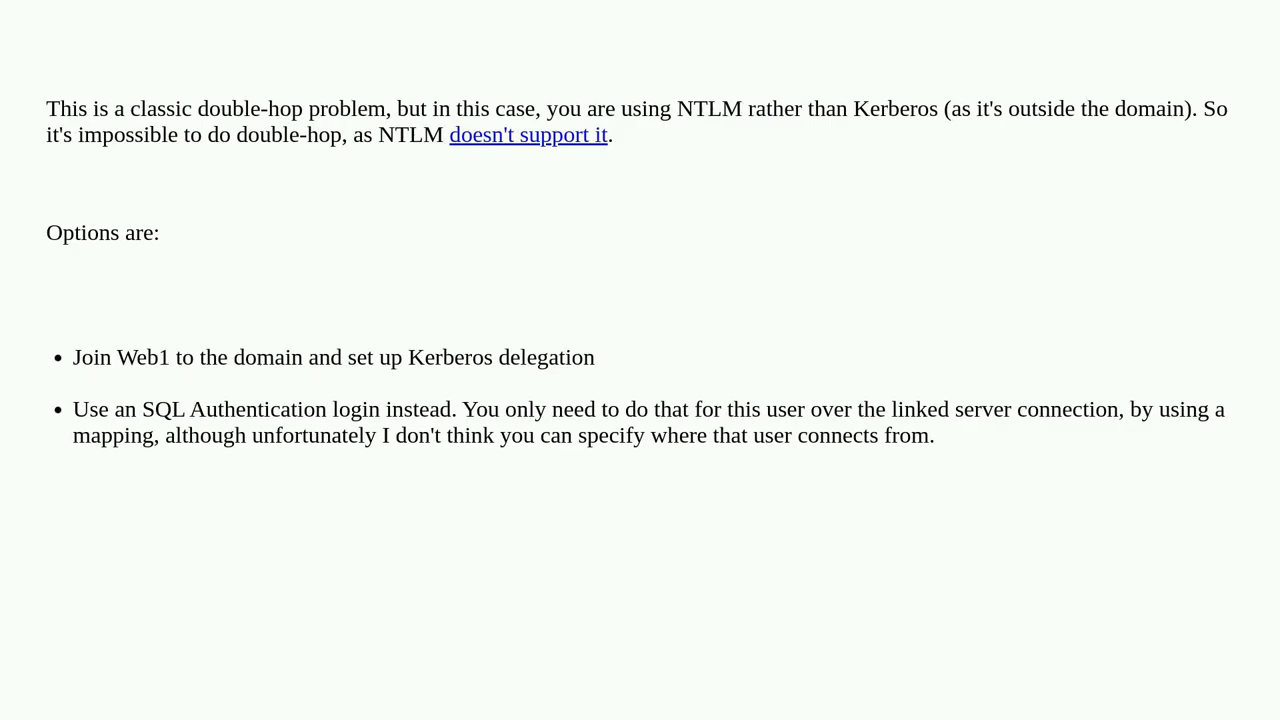 This is a classic double-hop problem, but in this case, you are using NTLM rather than Kerberos (as it's outside the domain). So
it's impossible to do double-hop, as NTLM doesn't support it.
Options are:
• Join Web1 to the domain and set up Kerberos delegation
• Use an SQL Authentication login instead. You only need to do that for this user over the linked server connection, by using a
mapping, although unfortunately I don't think you can specify where that user connects from.